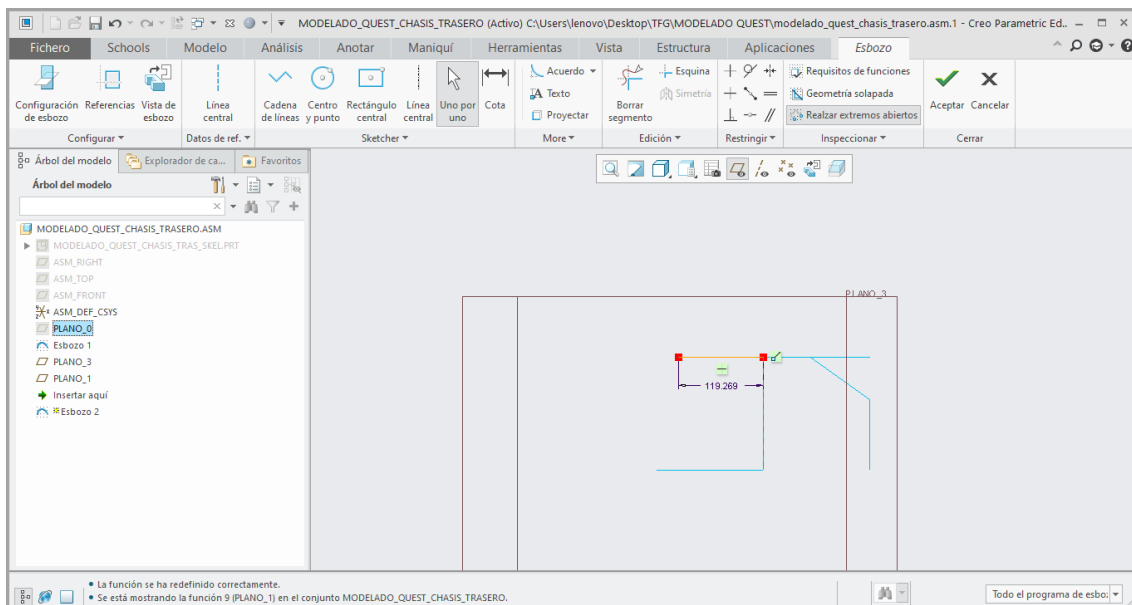 MODELADO_QUEST_CHASIS_TRASERO (Activo) C:\Users\lenovo\Desktop\TFG\MODELADO QUEST\modelado_quest_chasis_trasero.asm.1 - Creo Parametric Ed..
Fichero Schools Modelo Análisis Anotar Maniquí Herramientas Vista Estructura Aplicaciones Esbozo
Configuración de esbozo
Referencias
Vista de esbozo
Línea central
Cadena de líneas
Centro y punto
Rectángulo central
Línea central
Uno por uno
Cota
Acuerdo
Texto
Proyectar
Borrar segmento
Esquina
Simetría
Requisitos de funciones
Geometría solapada
Realzar extremos abiertos
Aceptar Cancelar
Configurar Datos de ref. Sketcher More Edición Restringir Inspeccionar Cerrar
Árbol del modelo Explorador de ca... Favoritos
Árbol del modelo
MODELADO_QUEST_CHASIS_TRASERO.ASM
MODELADO_QUEST_CHASIS_TRAS_SKEL.PRT
ASM_RIGHT
ASM_TOP
ASM_FRONT
ASM_DEF_CSYS
PLANO_0
Esbozo 1
PLANO_3
PLANO_1
Insertar aquí
Esbozo 2
PLANO_3
119.269
• La función se ha redefinido correctamente.
• Se está mostrando la función 9 (PLANO_1) en el conjunto MODELADO_QUEST_CHASIS_TRASERO.
Todo el programa de esbo: